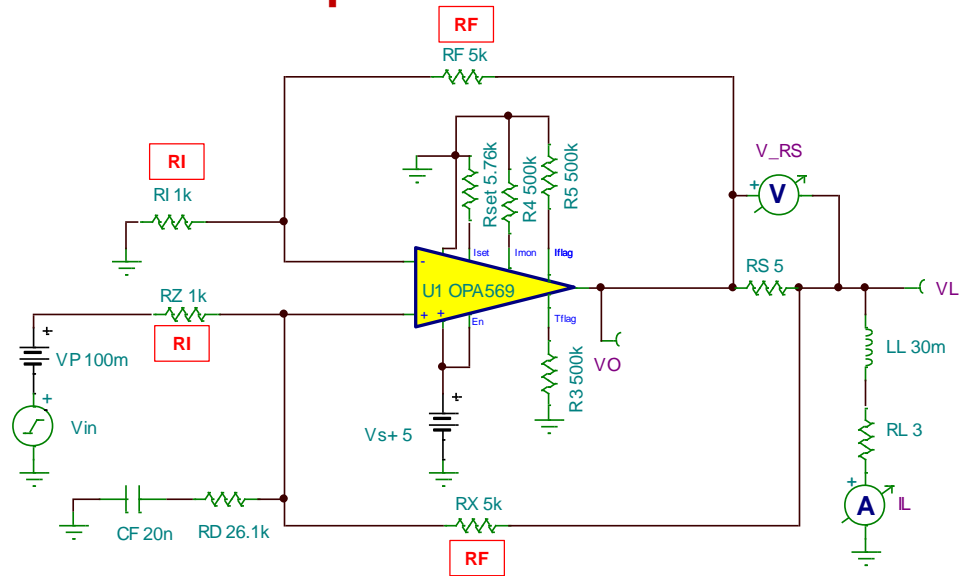 RF
RF 5k
V_RS
+
V
RI
RI 1k
Rset 5.76k
R4 500k
R5 500k
Iset
Imon
Iflag
-
U1 OPA569
+
+
En
Tflag
RS 5
VL
RZ 1k
RI
+
VP 100m
+
Vin
VO
R3 500k
LL 30m
RL 3
+
Vs+ 5
+
A
IL
CF 20n
RD 26.1k
RX 5k
RF